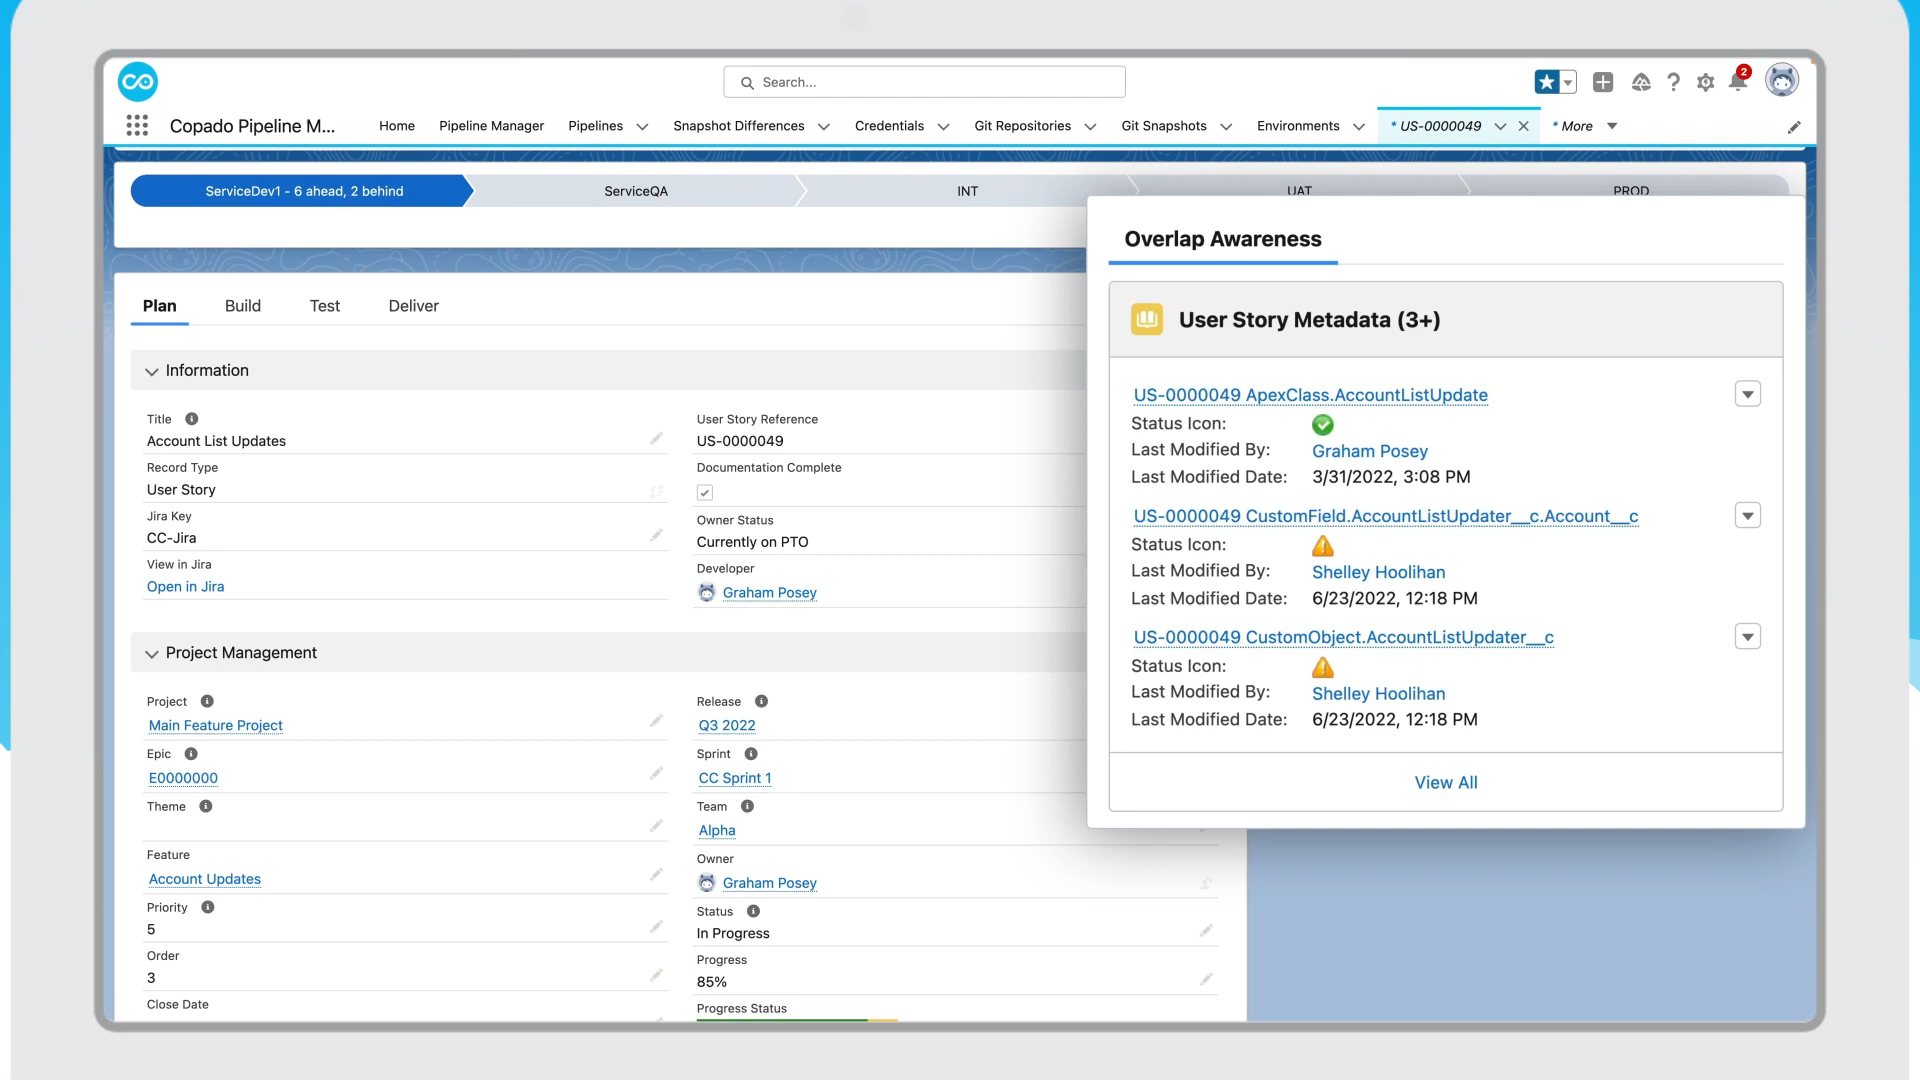 Search...
2
Copado Pipeline M...
Home
Pipeline Manager
Pipelines
Snapshot Differences
Credentials
Git Repositories
Git Snapshots
Environments
* US-0000049
* More
ServiceDev1 - 6 ahead, 2 behind
ServiceQA
INT
UAT
PROD
Plan
Build
Test
Deliver
Information
Title
Account List Updates
Record Type
User Story
Jira Key
CC-Jira
View in Jira
Open in Jira
User Story Reference
US-0000049
Documentation Complete
Owner Status
Currently on PTO
Developer
Graham Posey
Project Management
Project
Main Feature Project
Epic
E0000000
Theme
Feature
Account Updates
Priority
5
Order
3
Close Date
Release
Q3 2022
Sprint
CC Sprint 1
Team
Alpha
Owner
Graham Posey
Status
In Progress
Progress
85%
Progress Status
Overlap Awareness
User Story Metadata (3+)
US-0000049 ApexClass.AccountListUpdate
Status Icon:
Last Modified By: Graham Posey
Last Modified Date: 3/31/2022, 3:08 PM
US-0000049 CustomField.AccountListUpdater__c.Account__c
Status Icon:
Last Modified By: Shelley Hoolihan
Last Modified Date: 6/23/2022, 12:18 PM
US-0000049 CustomObject.AccountListUpdater__c
Status Icon:
Last Modified By: Shelley Hoolihan
Last Modified Date: 6/23/2022, 12:18 PM
View All